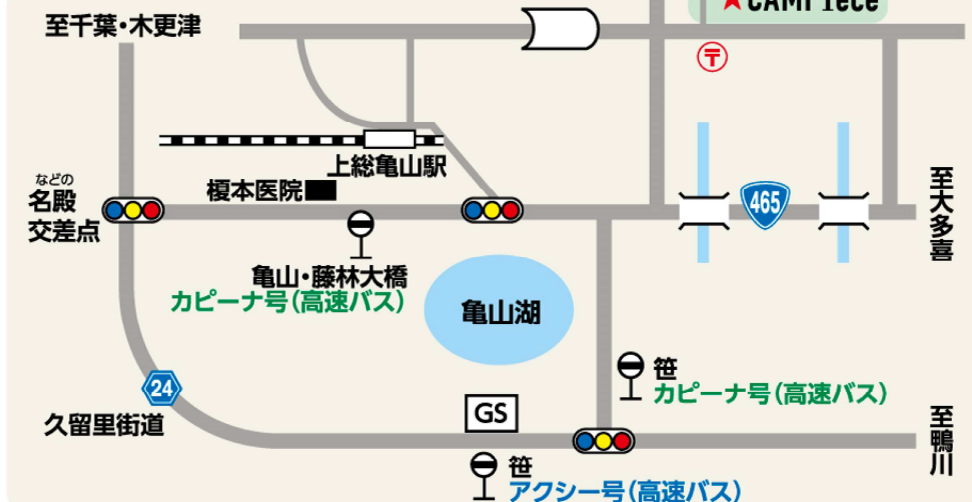 CAMPiece
至千葉・木更津
〒
上総亀山駅
榎本医院
などの
名殿
交差点
465
至大多喜
亀山・藤林大橋
カピーナ号(高速バス)
亀山湖
笹
カピーナ号(高速バス)
24
久留里街道
GS
至鴨川
笹
アクシー号(高速バス)